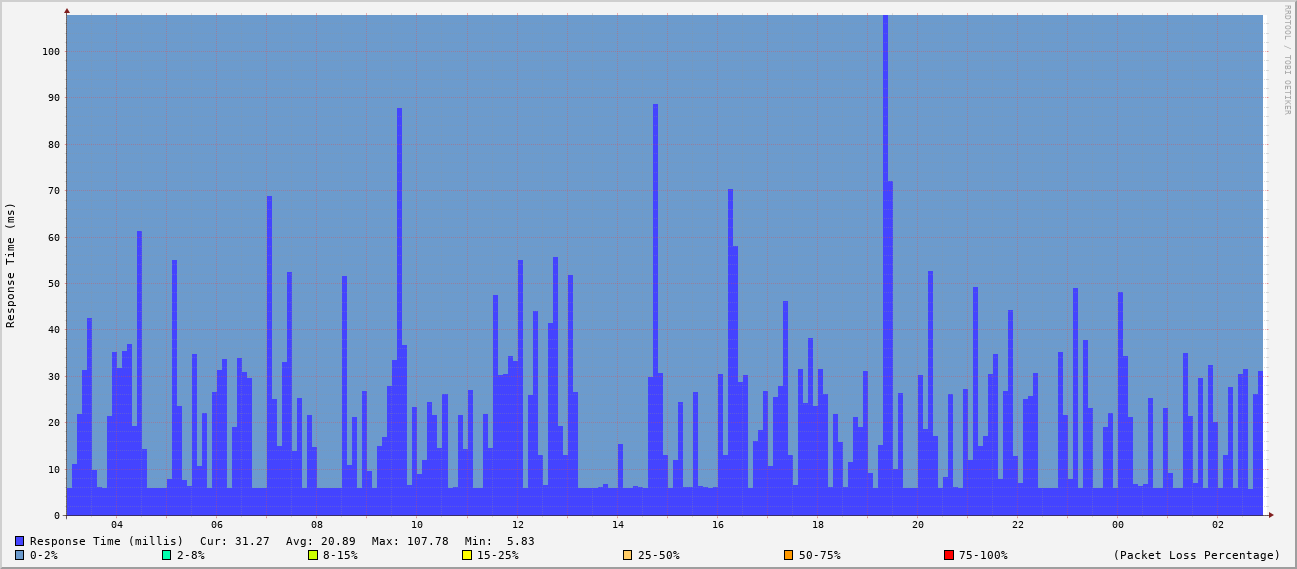 RRDTOOL / TOBI OETIKER
Response Time (ms)
100
90
80
70
60
50
40
30
20
10
0
04 06 08 10 12 14 16 18 20 22 00 02
Response Time (millis) Cur: 31.27 Avg: 20.89 Max: 107.78 Min: 5.83
0-2% 2-8% 8-15% 15-25% 25-50% 50-75% 75-100% (Packet Loss Percentage)